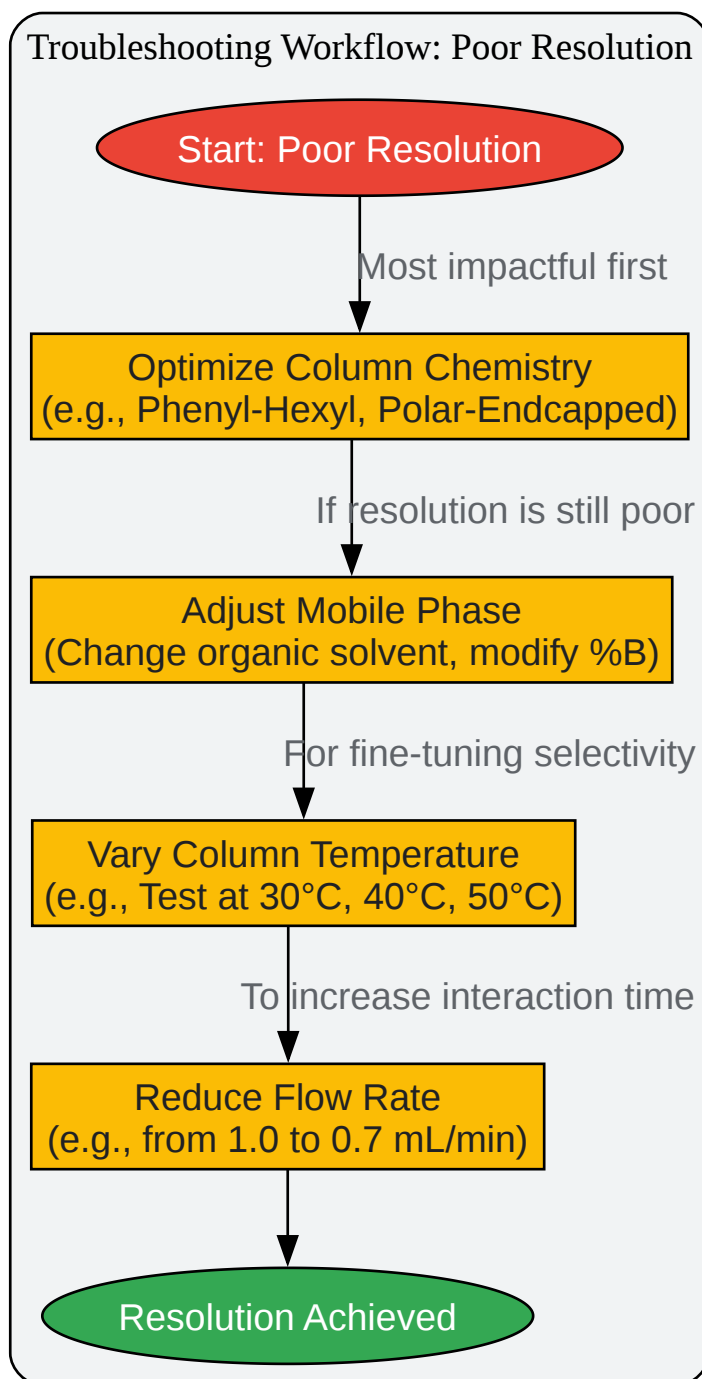 Troubleshooting Workflow: Poor Resolution
Start: Poor Resolution
Most impactful first
Optimize Column Chemistry
(e.g., Phenyl-Hexyl, Polar-Endcapped)
If resolution is still poor
Adjust Mobile Phase
(Change organic solvent, modify %B)
For fine-tuning selectivity
Vary Column Temperature
(e.g., Test at 30°C, 40°C, 50°C)
To increase interaction time
Reduce Flow Rate
(e.g., from 1.0 to 0.7 mL/min)
Resolution Achieved